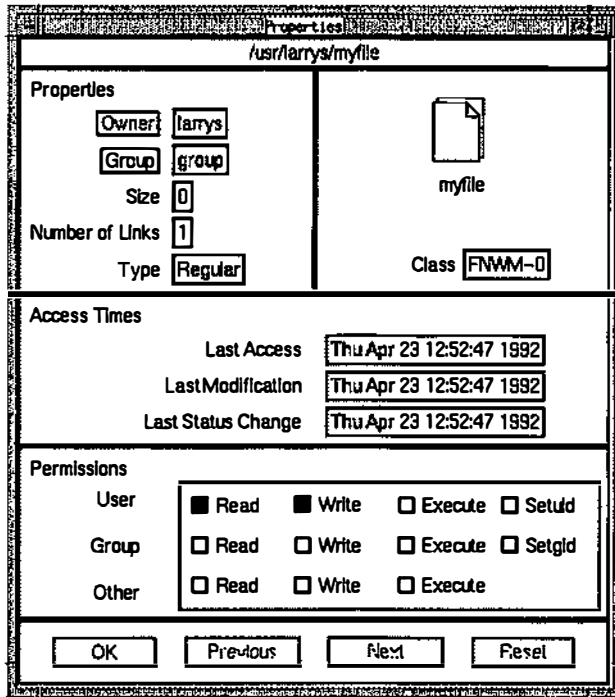 Properties
/usr/larrys/myfile
Properties
Owner larrys
Group group
Size 0
Number of Links 1
Type Regular
myfile
Class FNWM-0
Access Times
Last Access Thu Apr 23 12:52:47 1992
Last Modification Thu Apr 23 12:52:47 1992
Last Status Change Thu Apr 23 12:52:47 1992
Permissions
User Read Write Execute Setuid
Group Read Write Execute Setgid
Other Read Write Execute
OK Previous Next Reset